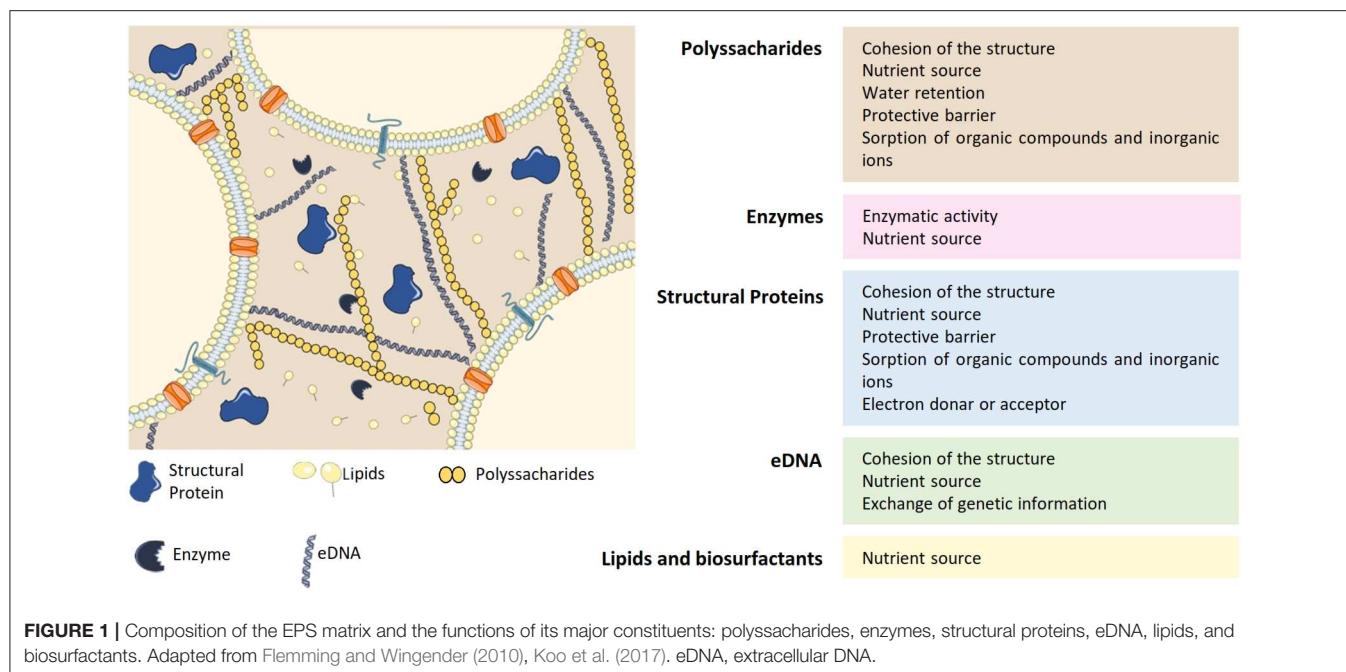 Polyssacharides
Cohesion of the structure
Nutrient source
Water retention
Protective barrier
Sorption of organic compounds and inorganic
ions
Enzymes
Enzymatic activity
Nutrient source
Structural Proteins
Cohesion of the structure
Nutrient source
Protective barrier
Sorption of organic compounds and inorganic
ions
Electron donar or acceptor
eDNA
Cohesion of the structure
Nutrient source
Exchange of genetic information
Lipids and biosurfactants
Nutrient source
Structural
Protein
Lipids
Polyssacharides
Enzyme
eDNA
FIGURE 1 | Composition of the EPS matrix and the functions of its major constituents: polyssacharides, enzymes, structural proteins, eDNA, lipids, and
biosurfactants. Adapted from Flemming and Wingender (2010), Koo et al. (2017). eDNA, extracellular DNA.